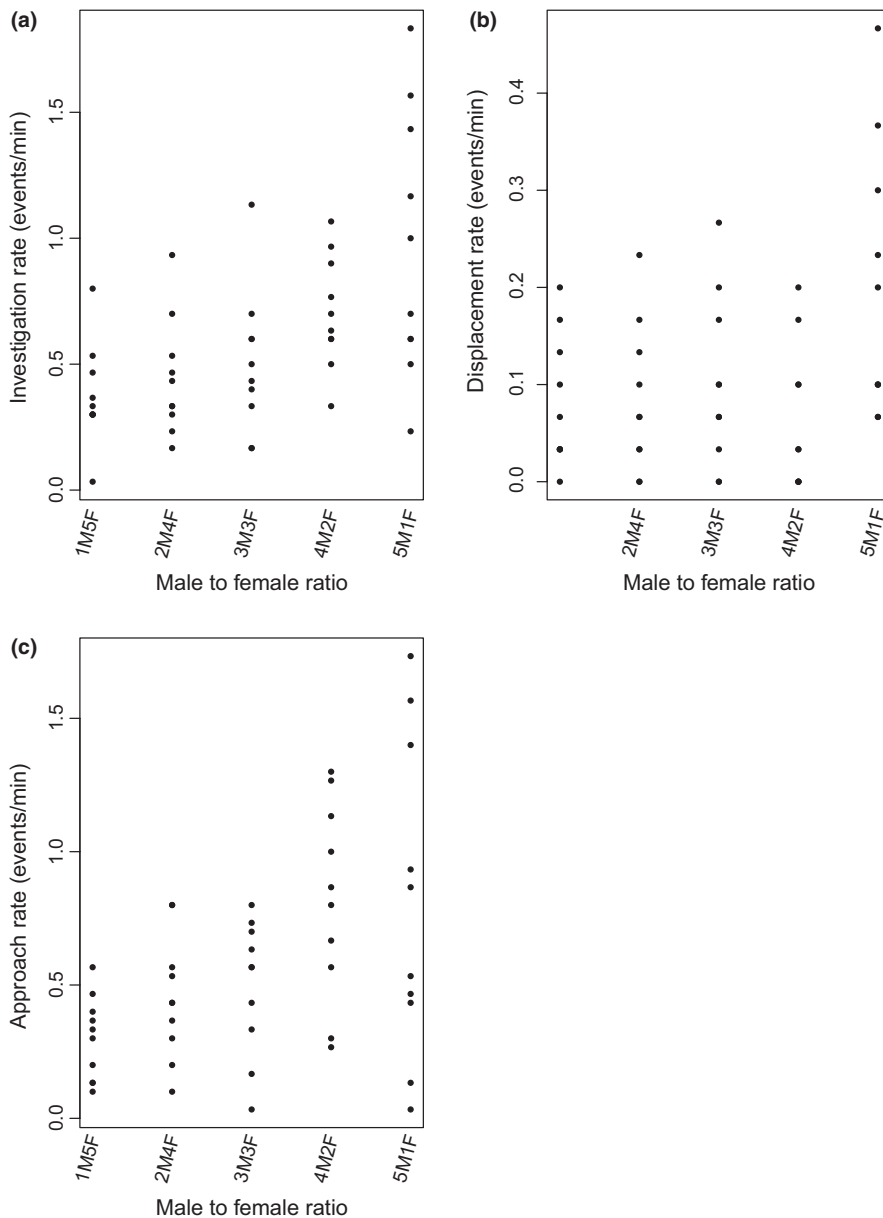 (a)
Investigation rate (events/min)
0.0
0.5
1.0
1.5
1M5F
2M4F
3M3F
4M2F
5M1F
Male to female ratio
(b)
Displacement rate (events/min)
0.0
0.1
0.2
0.3
0.4
2M4F
3M3F
4M2F
5M1F
Male to female ratio
(c)
Approach rate (events/min)
0.0
0.5
1.0
1.5
1M5F
2M4F
3M3F
4M2F
5M1F
Male to female ratio